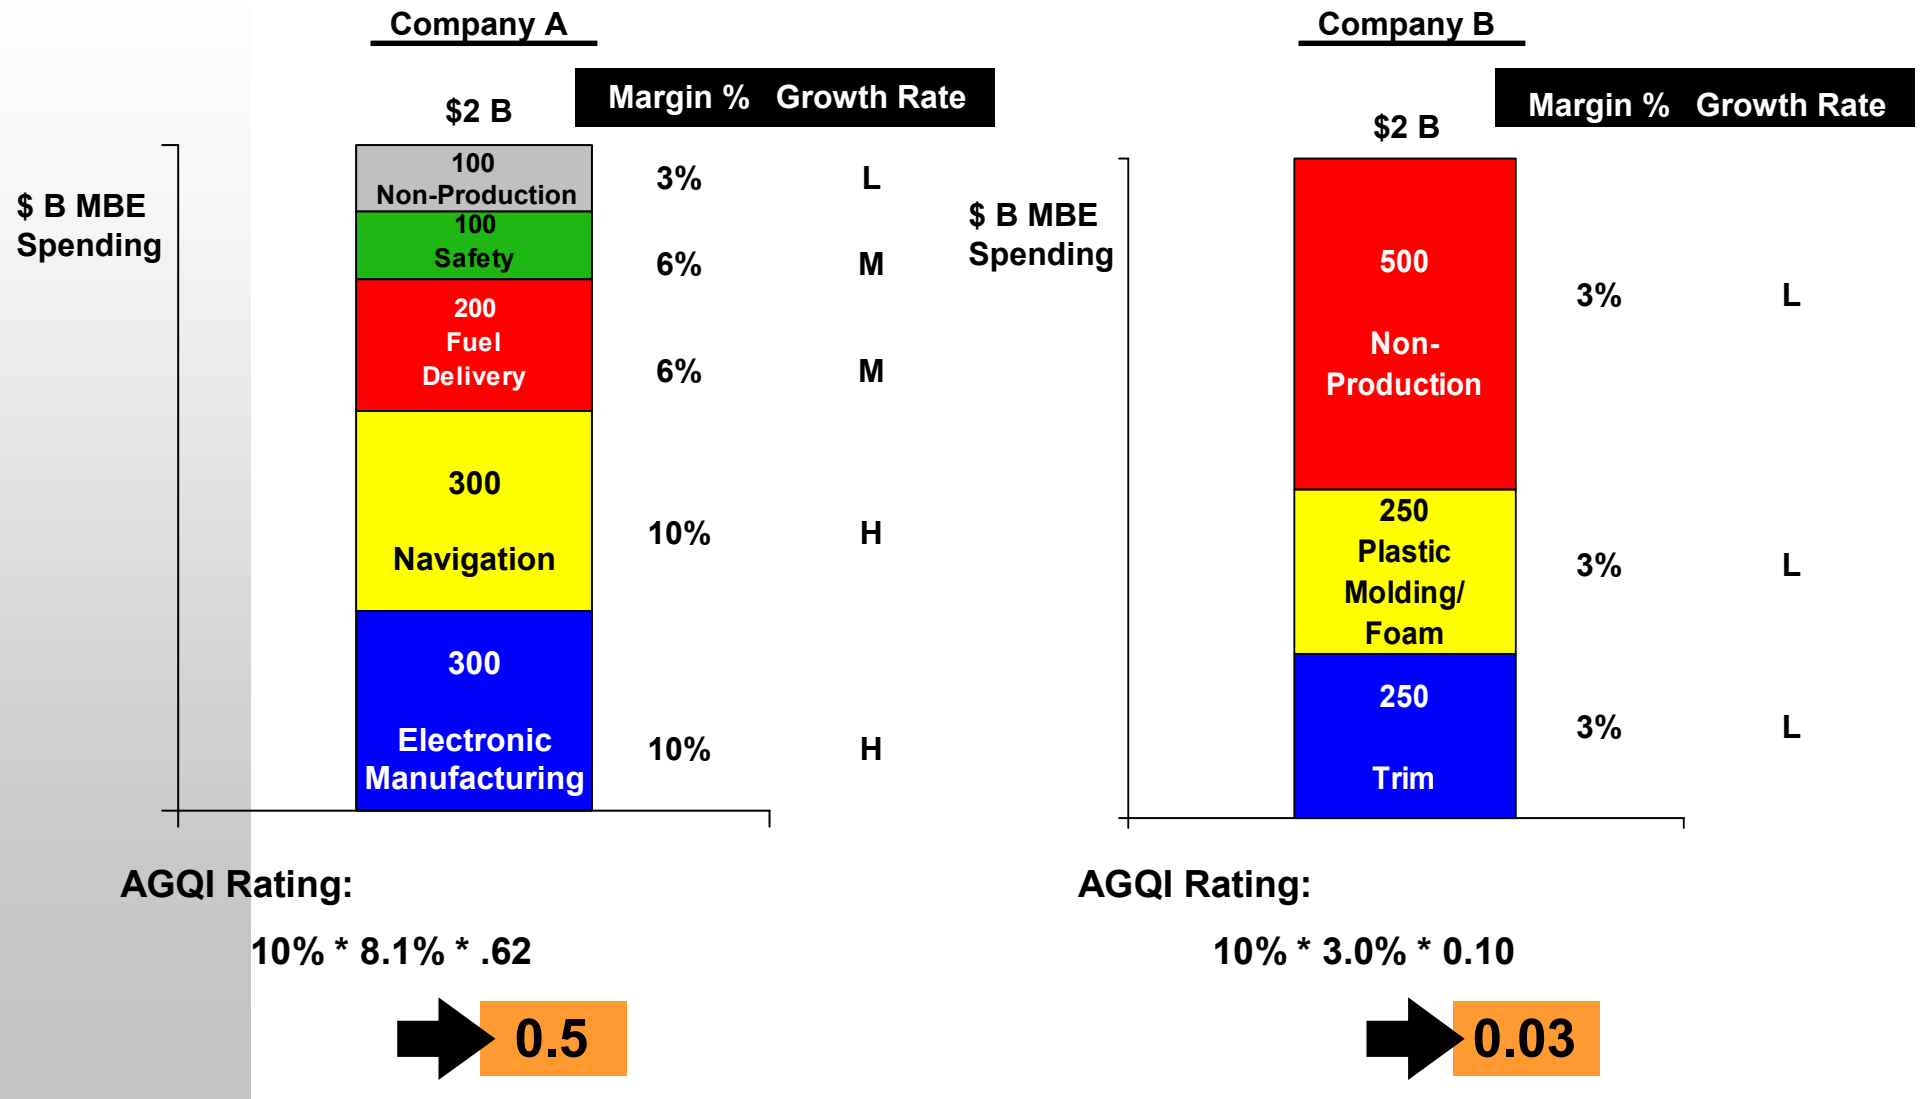 Company A
$2 B
Margin % Growth Rate
$ B MBE
Spending
100
Non-Production
3% L
100
Safety
6% M
200
Fuel
Delivery
6% M
300
Navigation
10% H
300
Electronic
Manufacturing
10% H
AGQI Rating:
10% * 8.1% * .62
0.5
Company B
$2 B
Margin % Growth Rate
$ B MBE
Spending
500
Non-
Production
3% L
250
Plastic
Molding/
Foam
3% L
250
Trim
3% L
AGQI Rating:
10% * 3.0% * 0.10
0.03